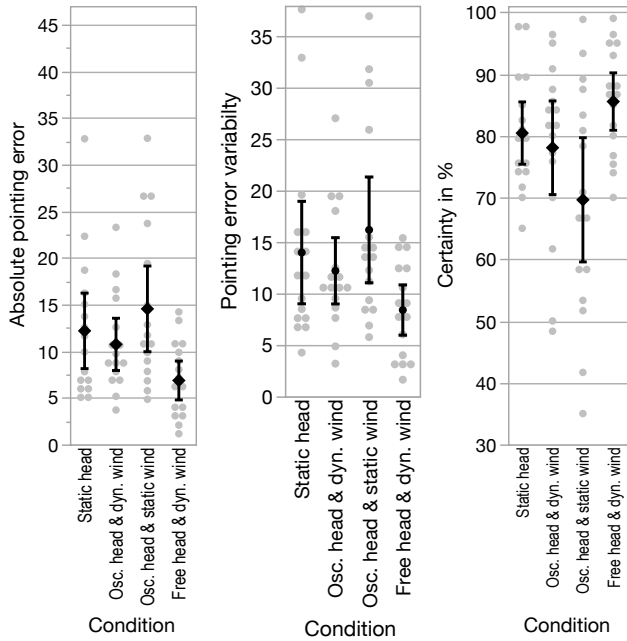 Absolute pointing error
45
40
35
30
25
20
15
10
5
0
Static head
Osc. head & dyn. wind
Osc. head & static wind
Free head & dyn. wind
Condition
Pointing error variabilty
35
30
25
20
15
10
5
0
Static head
Osc. head & dyn. wind
Osc. head & static wind
Free head & dyn. wind
Condition
Certainty in %
100
90
80
70
60
50
40
30
Static head
Osc. head & dyn. wind
Osc. head & static wind
Free head & dyn. wind
Condition